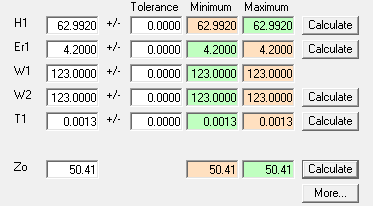 Tolerance Minimum Maximum
H1 62.9920 +/- 0.0000 62.9920 62.9920 Calculate
Er1 4.2000 +/- 0.0000 4.2000 4.2000 Calculate
W1 123.0000 +/- 0.0000 123.0000 123.0000
W2 123.0000 +/- 0.0000 123.0000 123.0000 Calculate
T1 0.0013 +/- 0.0000 0.0013 0.0013 Calculate
Zo 50.41 50.41 50.41 Calculate
More...